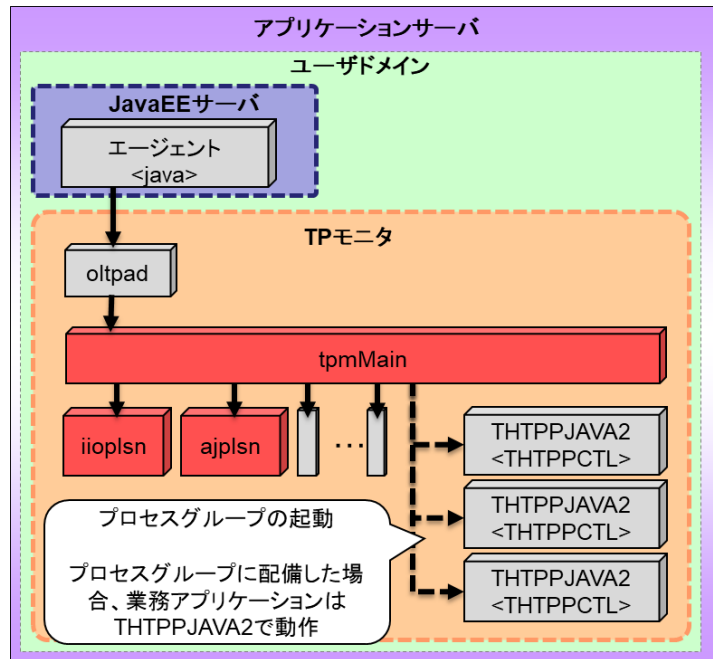 アプリケーションサーバ
ユーザドメイン
JavaEEサーバ
エージェント
<java>
TPモニタ
oltpad
tpmMain
iioplsn
ajplsn
…
THTPPJAVA2
<THTPPCTL>
THTPPJAVA2
<THTPPCTL>
THTPPJAVA2
<THTPPCTL>
プロセスグループの起動
プロセスグループに配備した場
合、業務アプリケーションは
THTPPJAVA2で動作